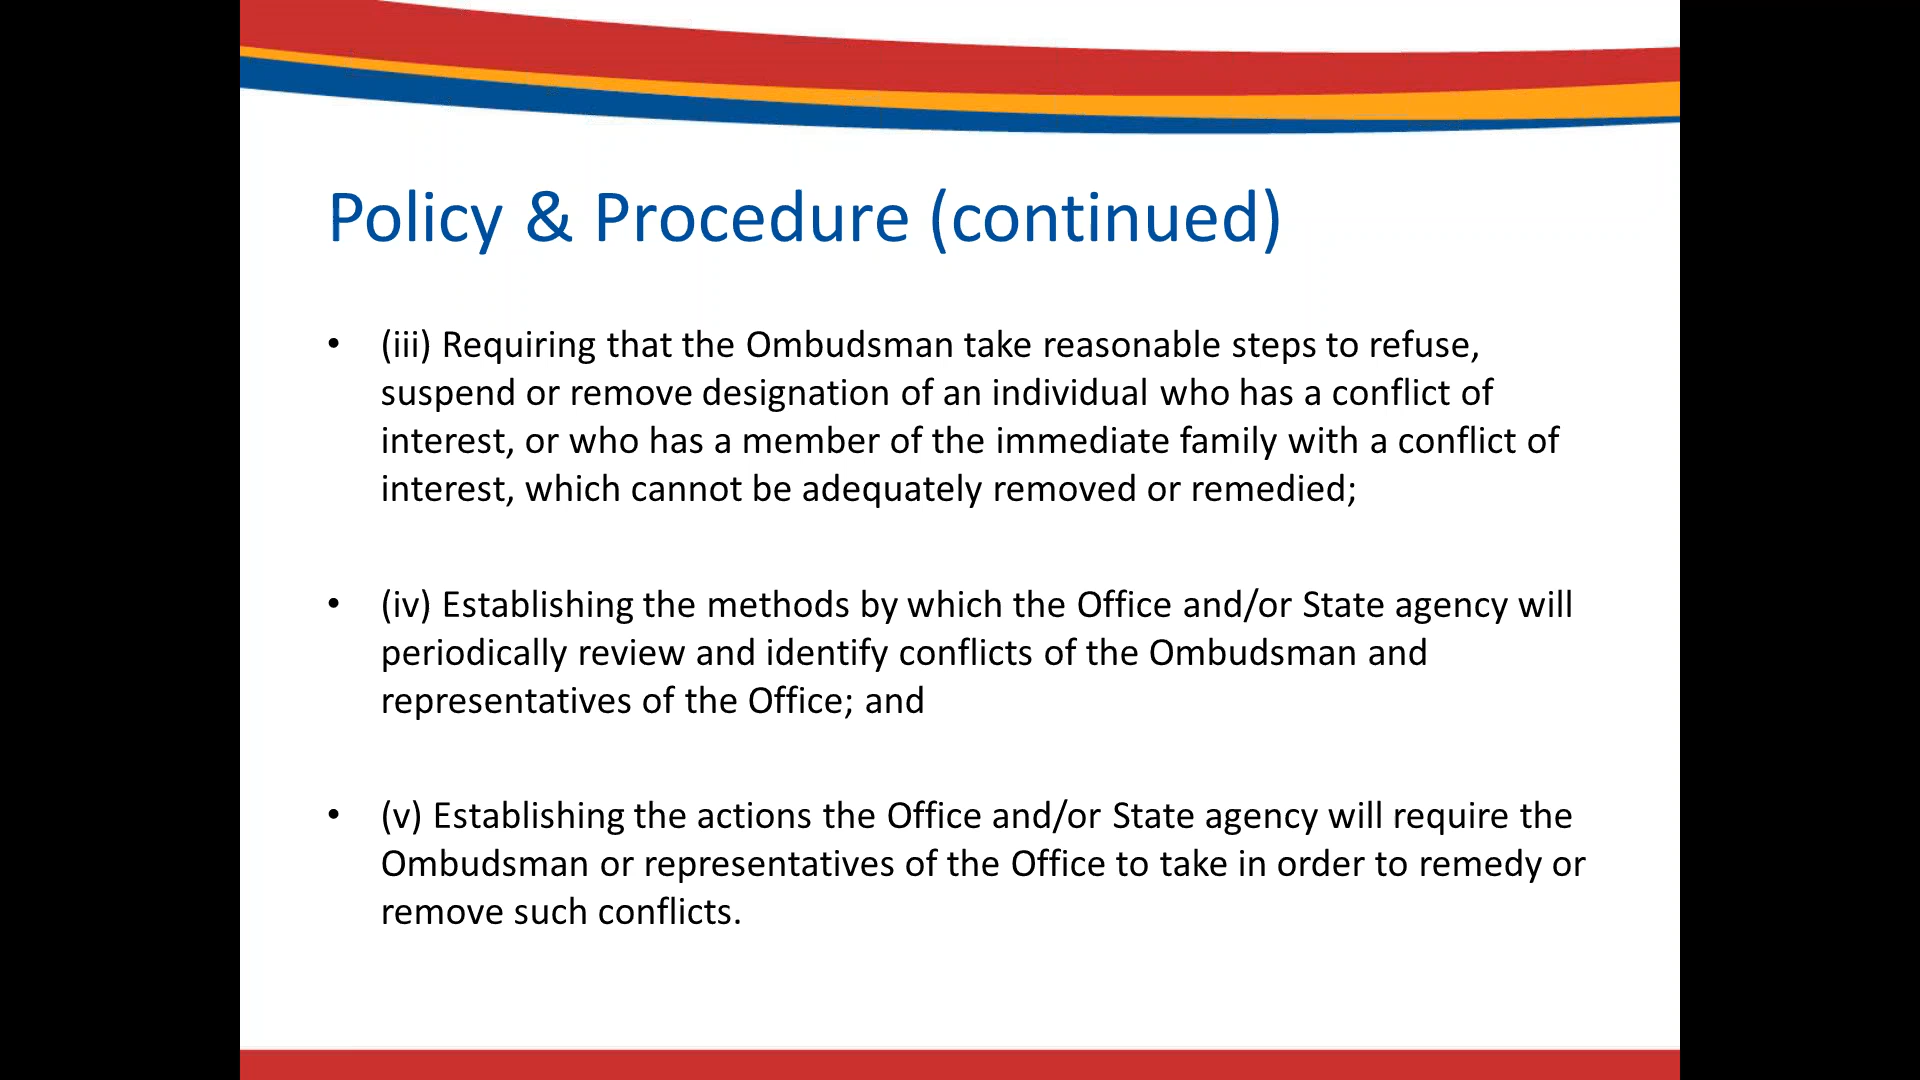 Policy & Procedure (continued)
• (iii) Requiring that the Ombudsman take reasonable steps to refuse,
suspend or remove designation of an individual who has a conflict of
interest, or who has a member of the immediate family with a conflict of
interest, which cannot be adequately removed or remedied;
• (iv) Establishing the methods by which the Office and/or State agency will
periodically review and identify conflicts of the Ombudsman and
representatives of the Office; and
• (v) Establishing the actions the Office and/or State agency will require the
Ombudsman or representatives of the Office to take in order to remedy or
remove such conflicts.